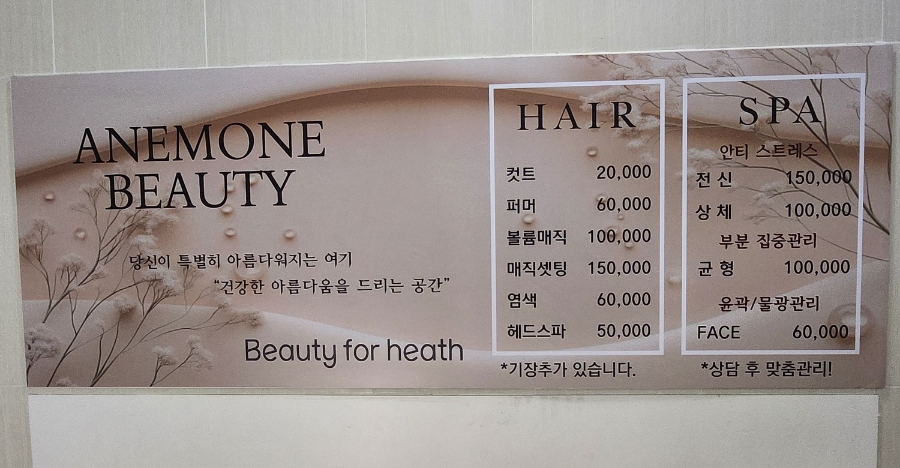 ANEMONE
BEAUTY
당신이 특별히 아름다워지는 여기
“건강한 아름다움을 드리는 공간”
Beauty for heath
HAIR
컷트 20,000
퍼머 60,000
볼륨매직 100,000
매직셋팅 150,000
염색 60,000
헤드스파 50,000
*기장추가 있습니다.
SPA
안티 스트레스
전 신 150,000
상 체 100,000
부분 집중관리
균 형 100,000
윤곽/물광관리
FACE 60,000
*상담 후 맞춤관리!